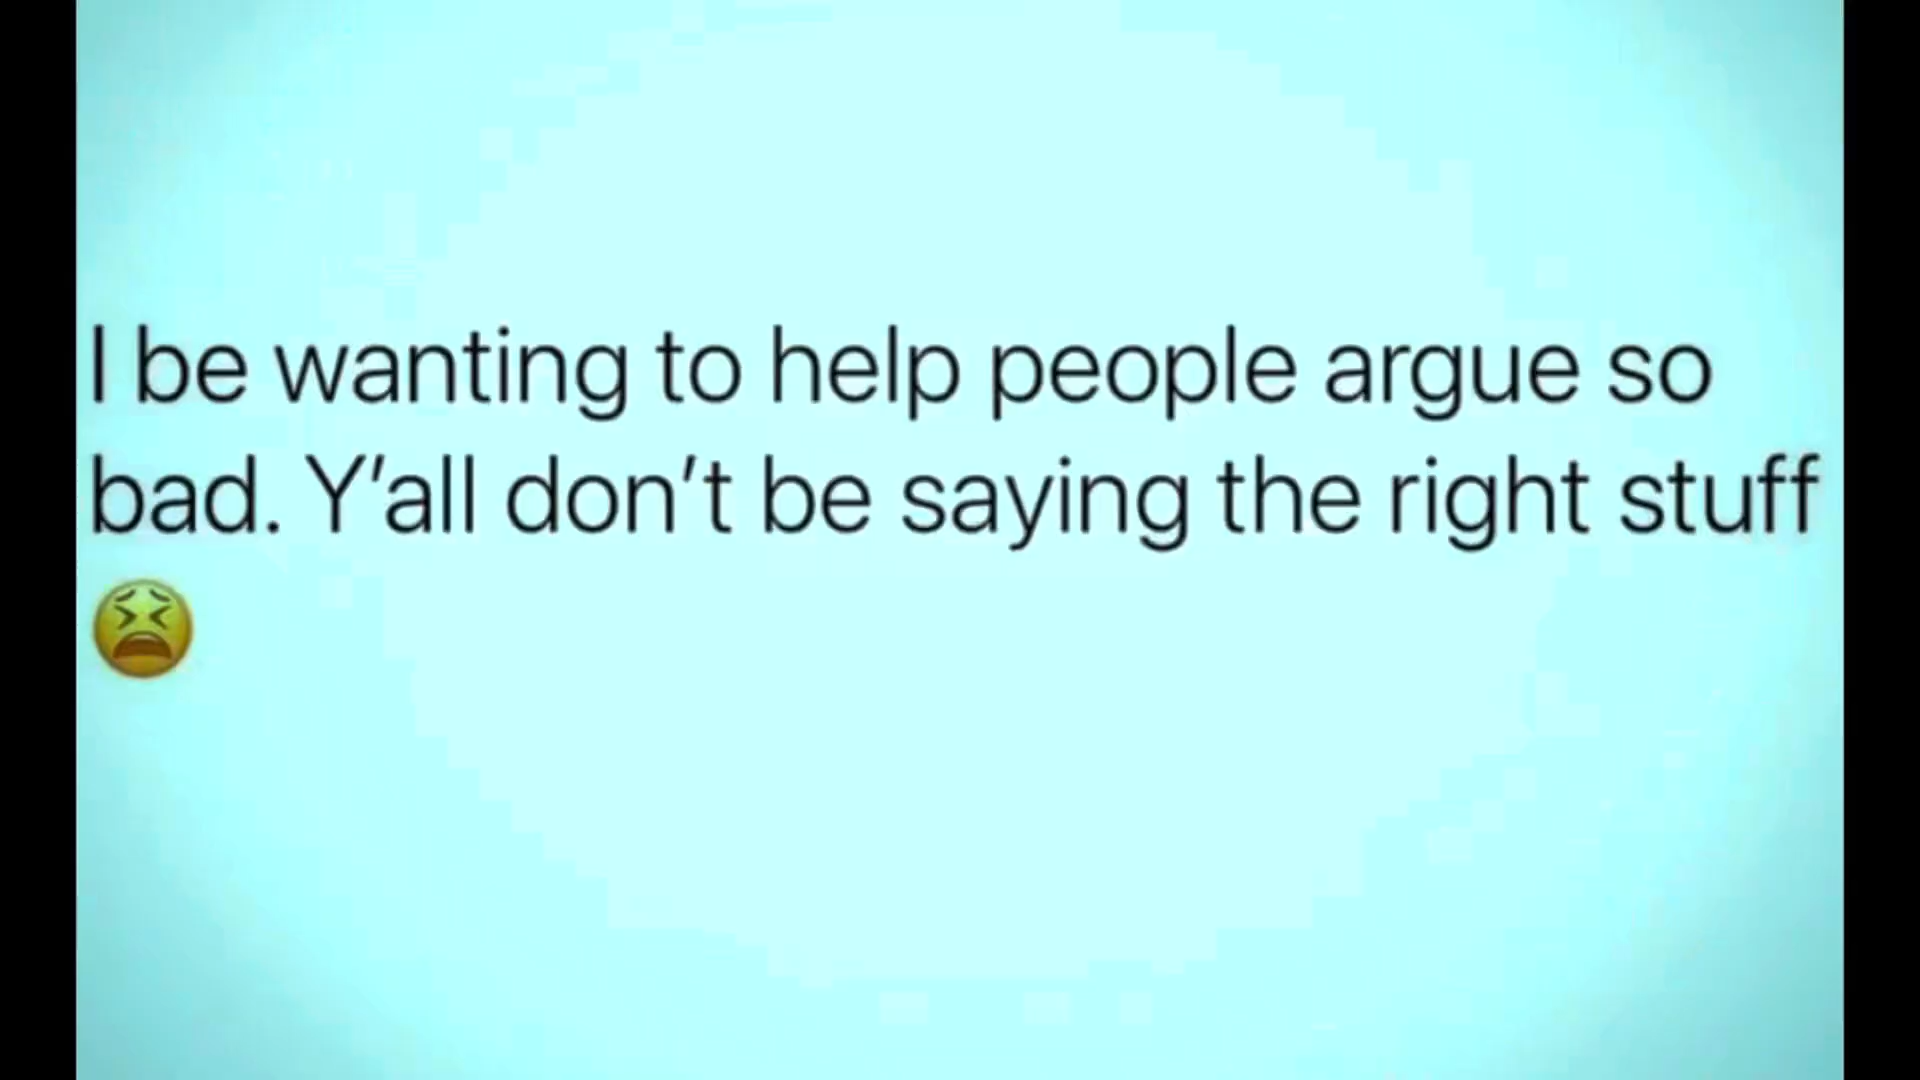 I be wanting to help people argue so
bad. Y’all don’t be saying the right stuff
😫